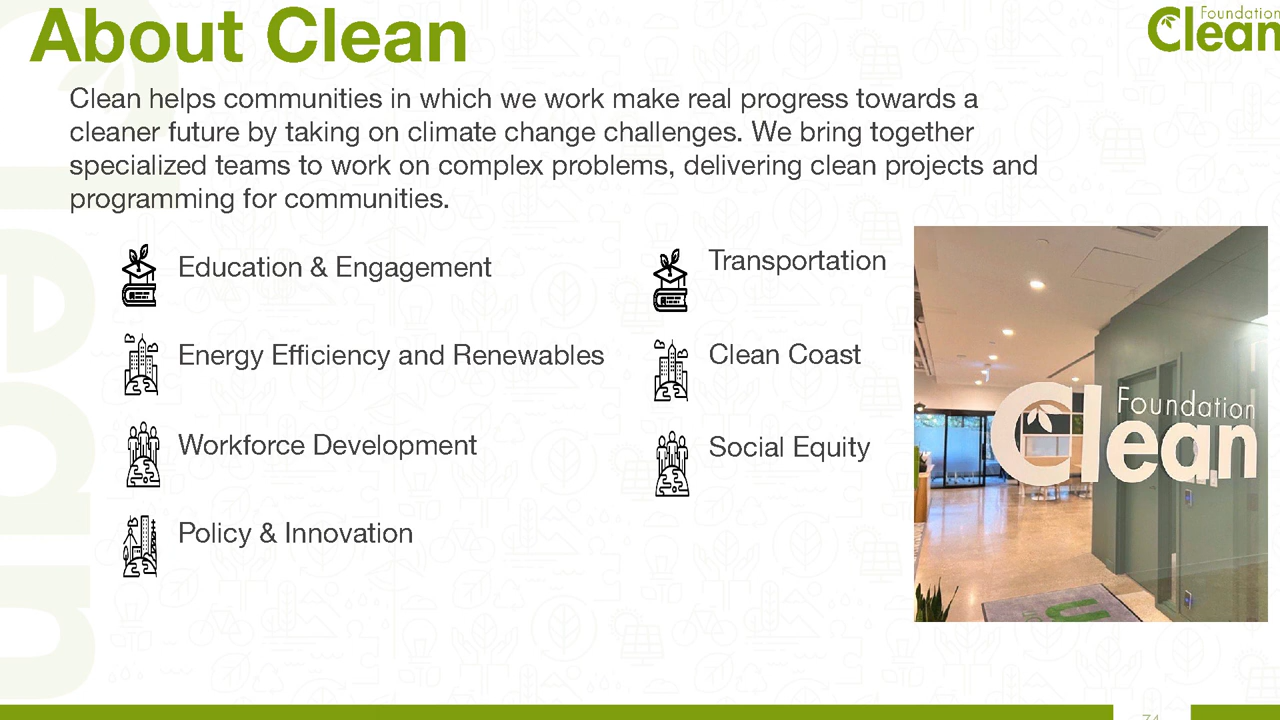 About Clean
Foundation
Clean
Clean helps communities in which we work make real progress towards a
cleaner future by taking on climate change challenges. We bring together
specialized teams to work on complex problems, delivering clean projects and
programming for communities.
Education & Engagement
Energy Efficiency and Renewables
Workforce Development
Policy & Innovation
Transportation
Clean Coast
Social Equity
Foundation
Clean
Clean
74